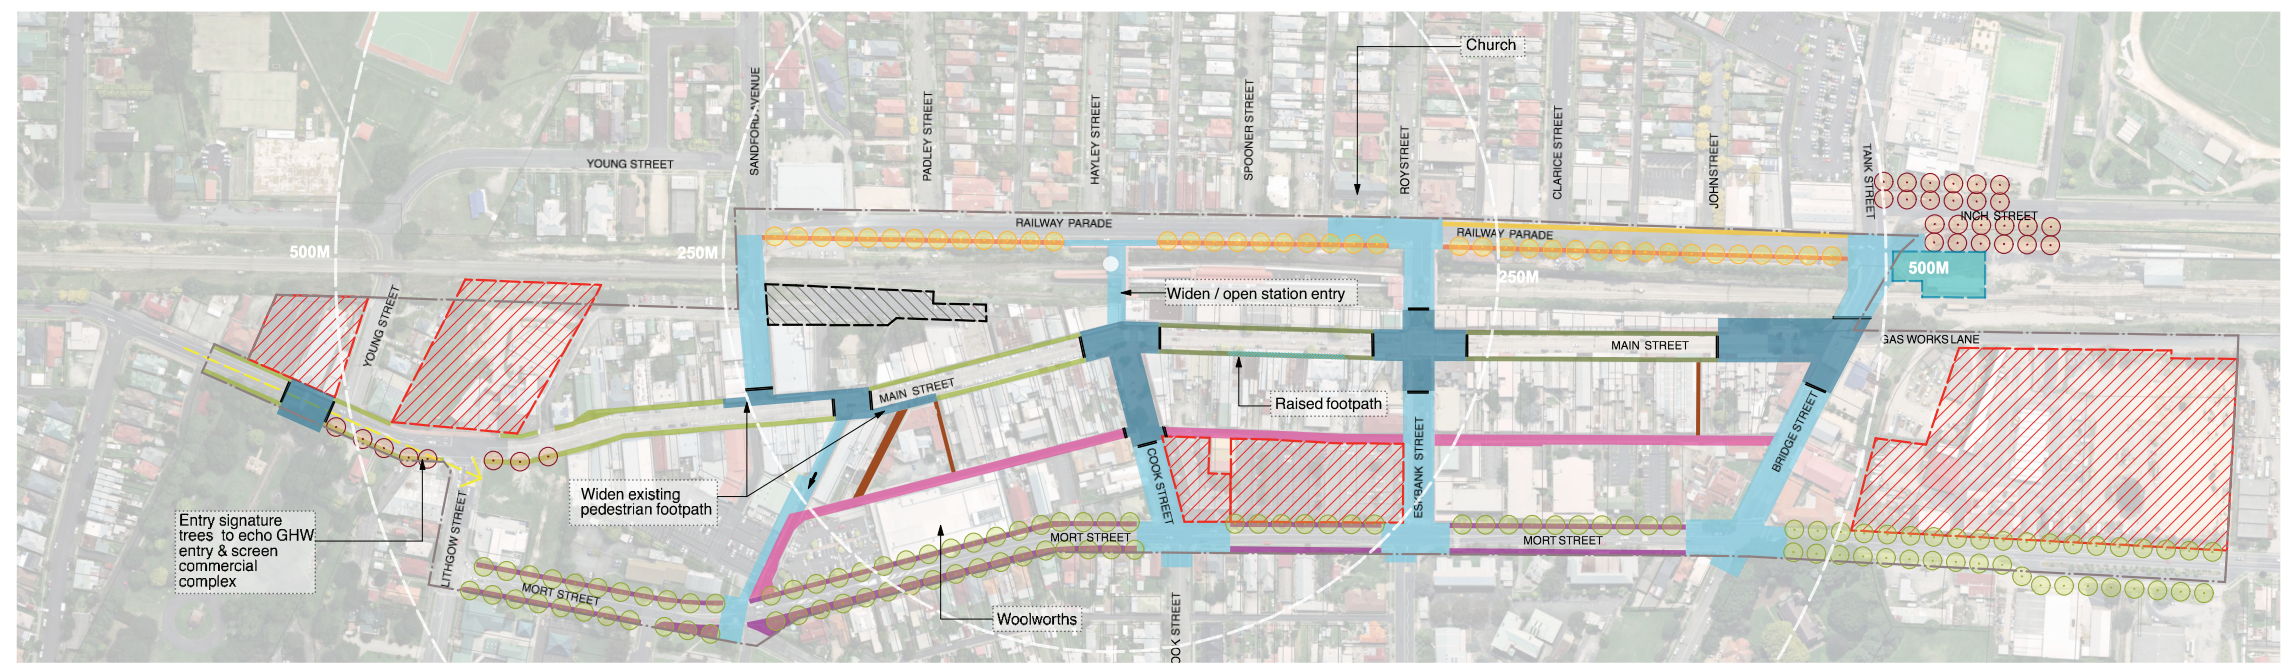 Church
SANDFORD AVENUE
PADLEY STREET
HAYLEY STREET
SPOONER STREET
ROY STREET
CLARICE STREET
JOHN STREET
TANK STREET
YOUNG STREET
INCH STREET
RAILWAY PARADE
RAILWAY PARADE
500M
250M
250M
500M
Widen / open station entry
YOUNG STREET
MAIN STREET
GAS WORKS LANE
MAIN STREET
Raised footpath
BRIDGE STREET
COOK STREET
ESKBANK STREET
Widen existing
pedestrian footpath
Entry signature
trees to echo GHW
entry & screen
commercial
complex
LITHGOW STREET
MORT STREET
MORT STREET
MORT STREET
Woolworths
OOK STREET